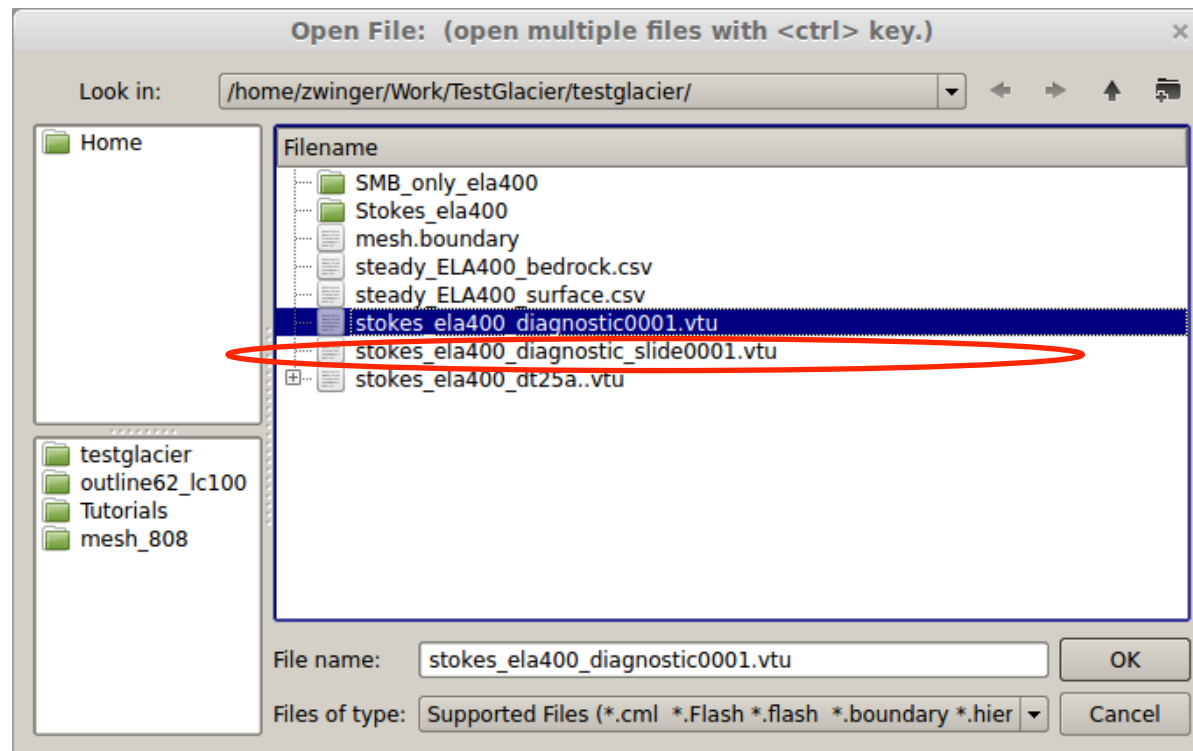 Open File:  (open multiple files with <ctrl> key.)
Look in: /home/zwinger/Work/TestGlacier/testglacier/
Home
Filename
SMB_only_ela400
Stokes_ela400
mesh.boundary
steady_ELA400_bedrock.csv
steady_ELA400_surface.csv
stokes_ela400_diagnostic0001.vtu
stokes_ela400_diagnostic_slide0001.vtu
stokes_ela400_dt25a..vtu
testglacier
outline62_lc100
Tutorials
mesh_808
File name: stokes_ela400_diagnostic0001.vtu OK
Files of type: Supported Files (*.cml  *.Flash *.flash  *.boundary *.hier Cancel